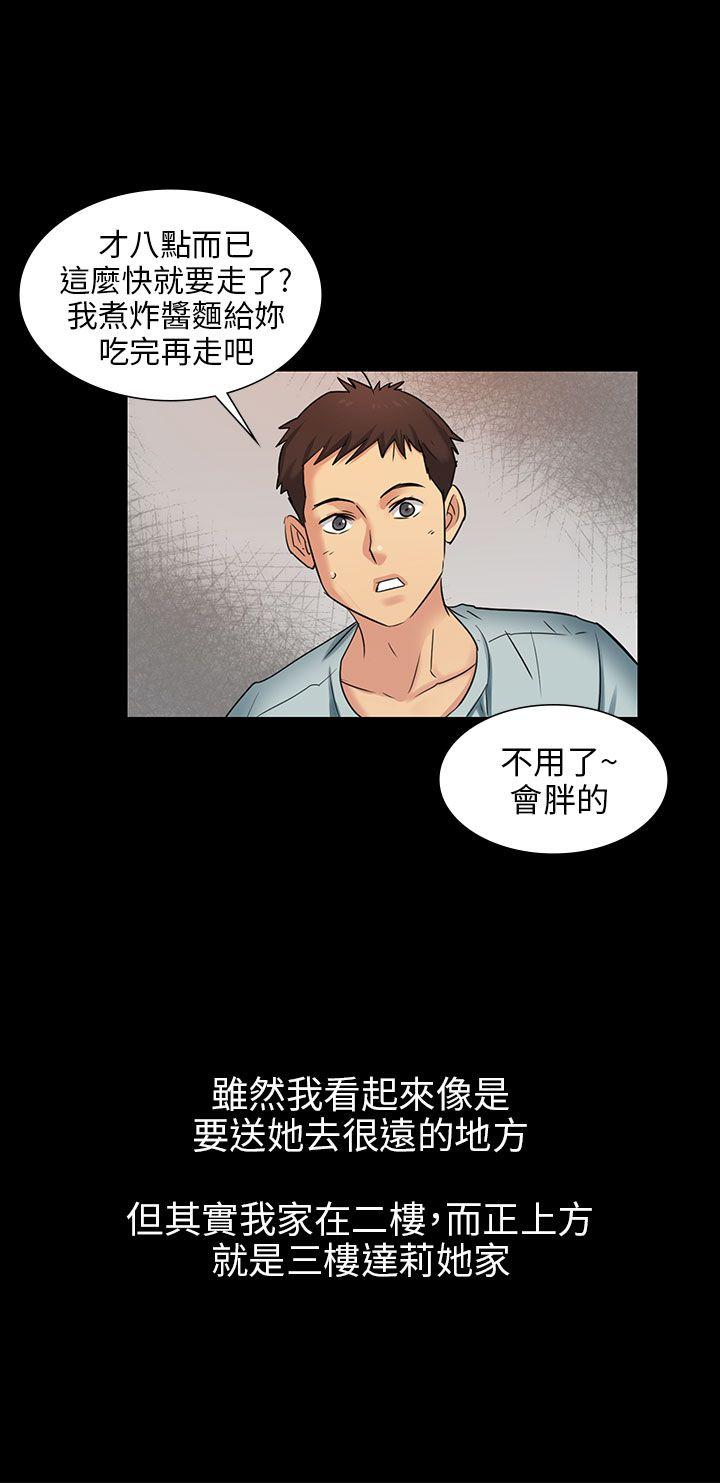 才八點而已
這麼快就要走了?
我煮炸醬麵給妳
吃完再走吧
不用了~
會胖的
雖然我看起來像是
要送她去很遠的地方
但其實我家在二樓,而正上方
就是三樓達莉她家